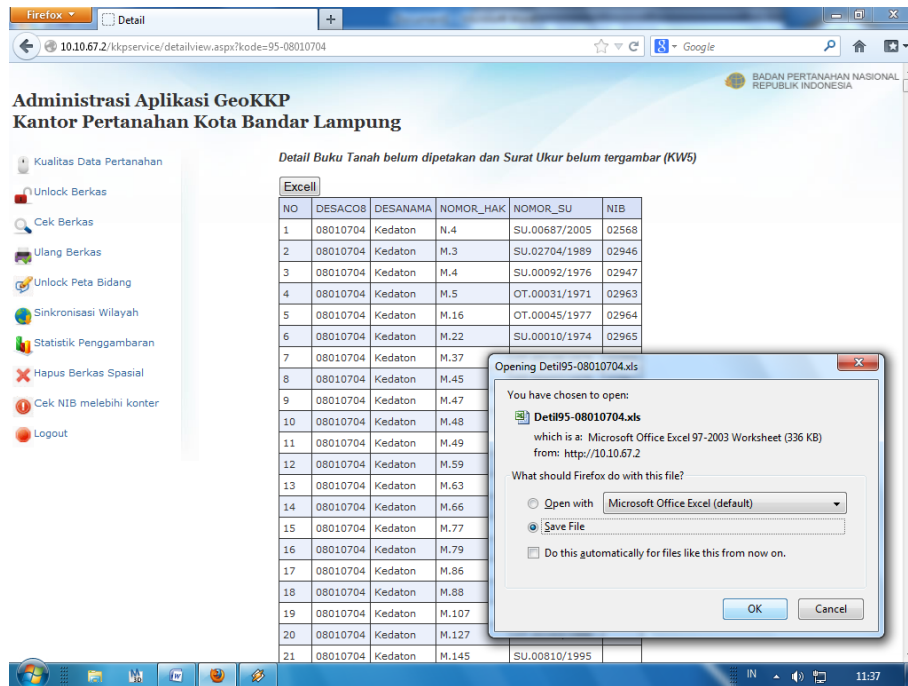 Firefox
Detail
10.10.67.2/kkpservice/detailview.aspx?kode=95-08010704
Google
BADAN PERTANAHAN NASIONAL
REPUBLIK INDONESIA
Administrasi Aplikasi GeoKKP
Kantor Pertanahan Kota Bandar Lampung
Kualitas Data Pertanahan
Unlock Berkas
Cek Berkas
Ulang Berkas
Unlock Peta Bidang
Sinkronisasi Wilayah
Statistik Penggambaran
Hapus Berkas Spasial
Cek NIB melebihi konter
Logout
Detail Buku Tanah belum dipetakan dan Surat Ukur belum tergambar (KW5)
Excell
NO DESACO8 DESANAMA NOMOR_HAK NOMOR_SU NIB
1 08010704 Kedaton N.4 SU.00687/2005 02568
2 08010704 Kedaton M.3 SU.02704/1989 02946
3 08010704 Kedaton M.4 SU.00092/1976 02947
4 08010704 Kedaton M.5 OT.00031/1971 02963
5 08010704 Kedaton M.16 OT.00045/1977 02964
6 08010704 Kedaton M.22 SU.00010/1974 02965
7 08010704 Kedaton M.37
8 08010704 Kedaton M.45
9 08010704 Kedaton M.47
10 08010704 Kedaton M.48
11 08010704 Kedaton M.49
12 08010704 Kedaton M.59
13 08010704 Kedaton M.63
14 08010704 Kedaton M.66
15 08010704 Kedaton M.77
16 08010704 Kedaton M.79
17 08010704 Kedaton M.86
18 08010704 Kedaton M.88
19 08010704 Kedaton M.107
20 08010704 Kedaton M.127
21 08010704 Kedaton M.145 SU.00810/1995
Opening Detil95-08010704.xls
You have chosen to open:
Detil95-08010704.xls
which is a: Microsoft Office Excel 97-2003 Worksheet (336 KB)
from: http://10.10.67.2
What should Firefox do with this file?
Open with Microsoft Office Excel (default)
Save File
Do this automatically for files like this from now on.
OK Cancel
IN 11:37